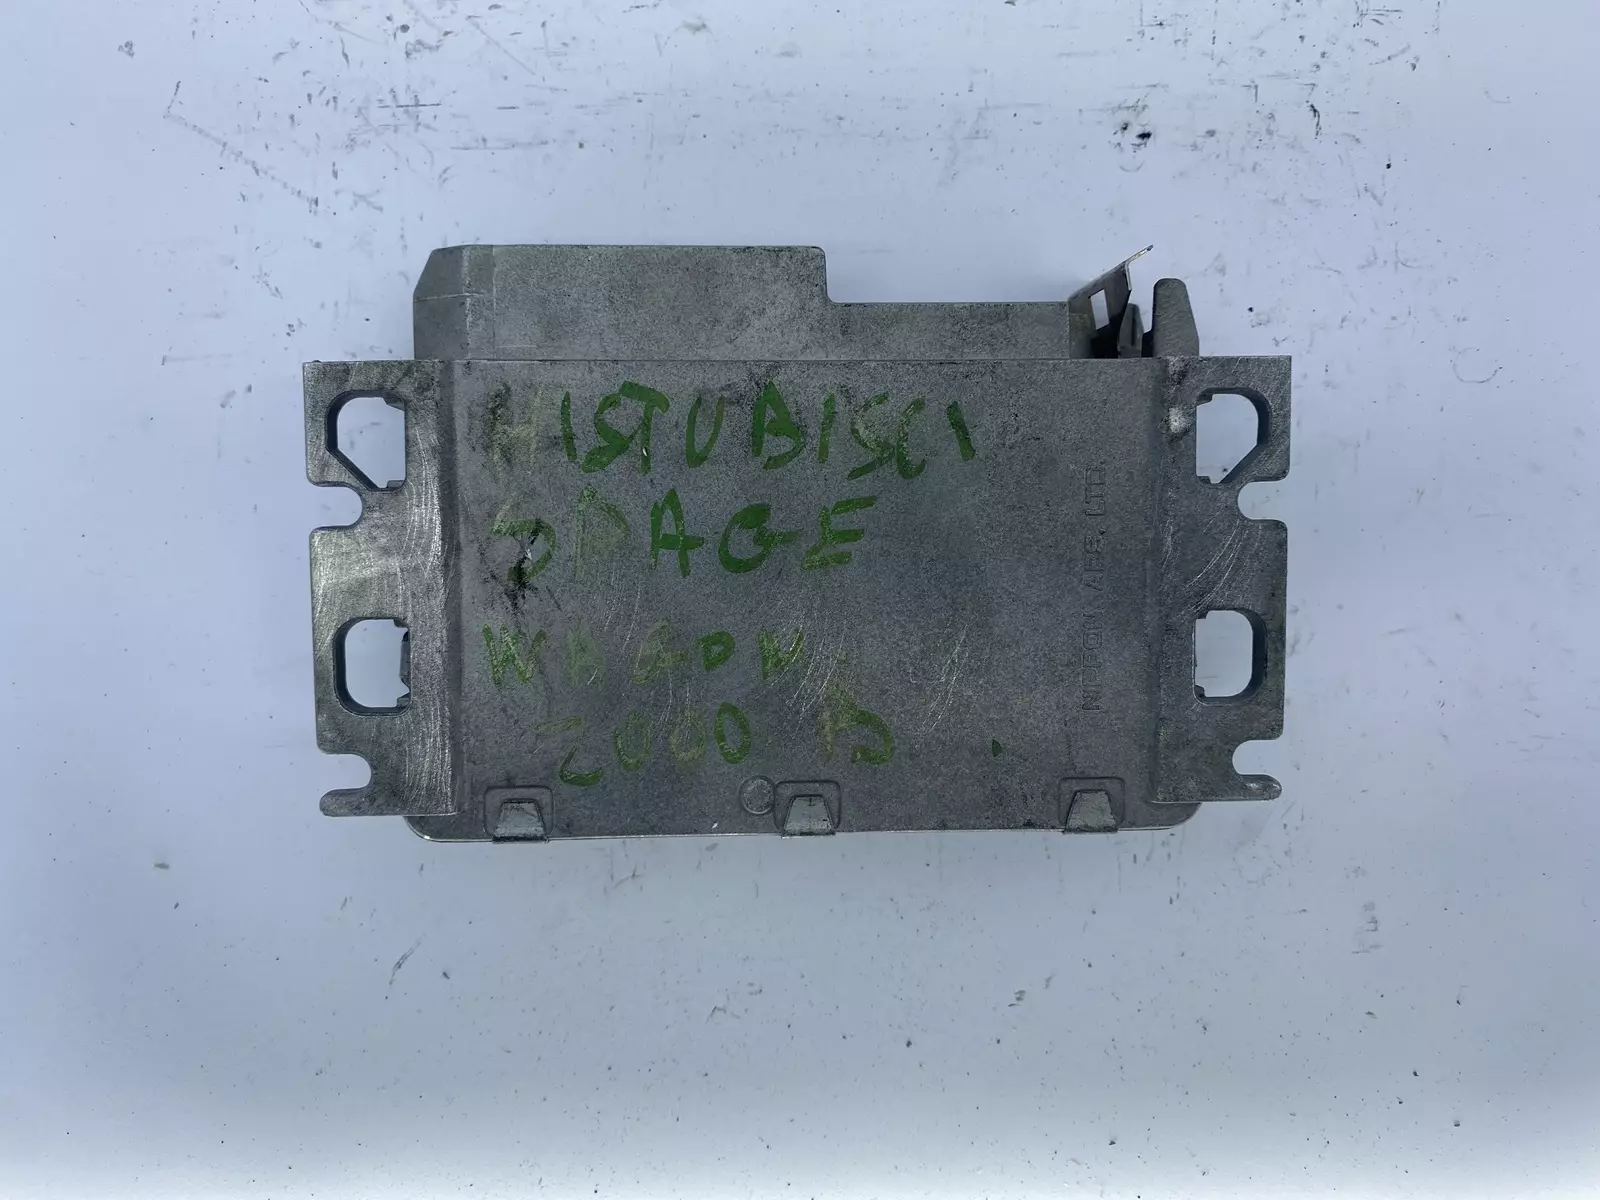 MISTUBISCI
SPAGE
WAGON
2000 B
NIPPON ABS, LTD.